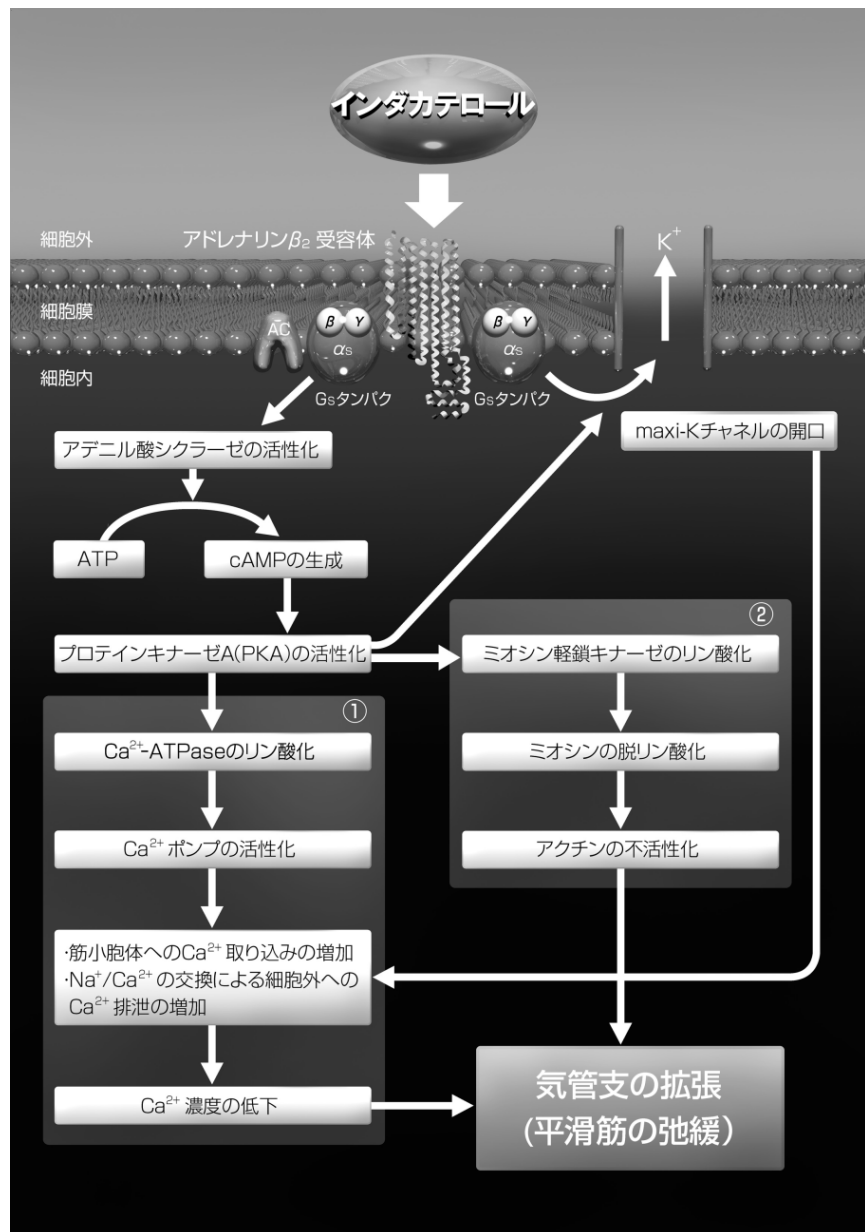 インダカテロール
細胞外
アドレナリンβ₂ 受容体
K⁺
細胞膜
AC
β γ
αs
β γ
αs
細胞内
Gsタンパク
Gsタンパク
maxi-Kチャネルの開口
アデニル酸シクラーゼの活性化
ATP
cAMPの生成
プロテインキナーゼA(PKA)の活性化
①
Ca²⁺-ATPaseのリン酸化
Ca²⁺ ポンプの活性化
·筋小胞体へのCa²⁺ 取り込みの増加
·Na⁺/Ca²⁺ の交換による細胞外への
Ca²⁺ 排泄の増加
Ca²⁺ 濃度の低下
②
ミオシン軽鎖キナーゼのリン酸化
ミオシンの脱リン酸化
アクチンの不活性化
気管支の拡張
(平滑筋の弛緩)